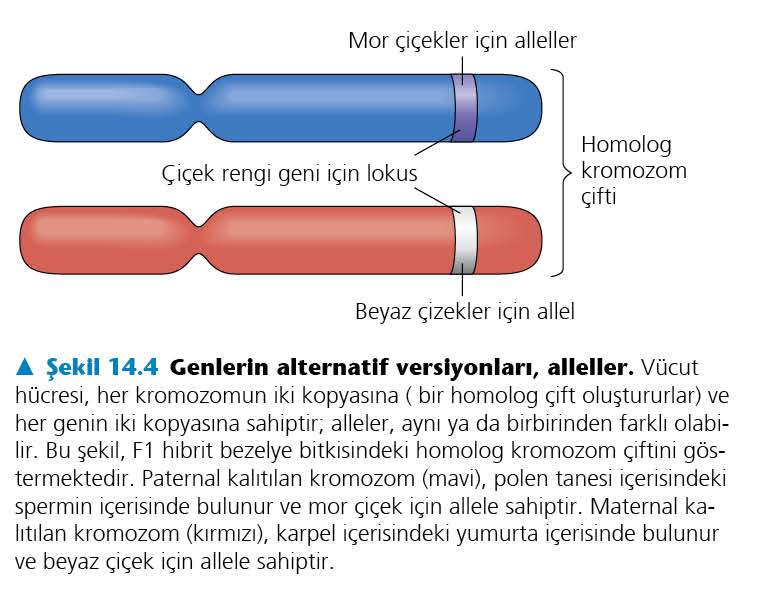 Mor çiçekler için alleller
Çiçek rengi geni için lokus
Homolog
kromozom
çifti
Beyaz çizekler için allel
▲ Şekil 14.4 Genlerin alternatif versiyonları, alleller. Vücut
hücresi, her kromozomun iki kopyasına ( bir homolog çift oluştururlar) ve
her genin iki kopyasına sahiptir; alleler, aynı ya da birbirinden farklı olabi-
lir. Bu şekil, F1 hibrit bezelye bitkisindeki homolog kromozom çiftini gös-
termektedir. Paternal kalıtılan kromozom (mavi), polen tanesi içerisindeki
spermin içerisinde bulunur ve mor çiçek için allele sahiptir. Maternal ka-
lıtılan kromozom (kırmızı), karpel içerisindeki yumurta içerisinde bulunur
ve beyaz çiçek için allele sahiptir.